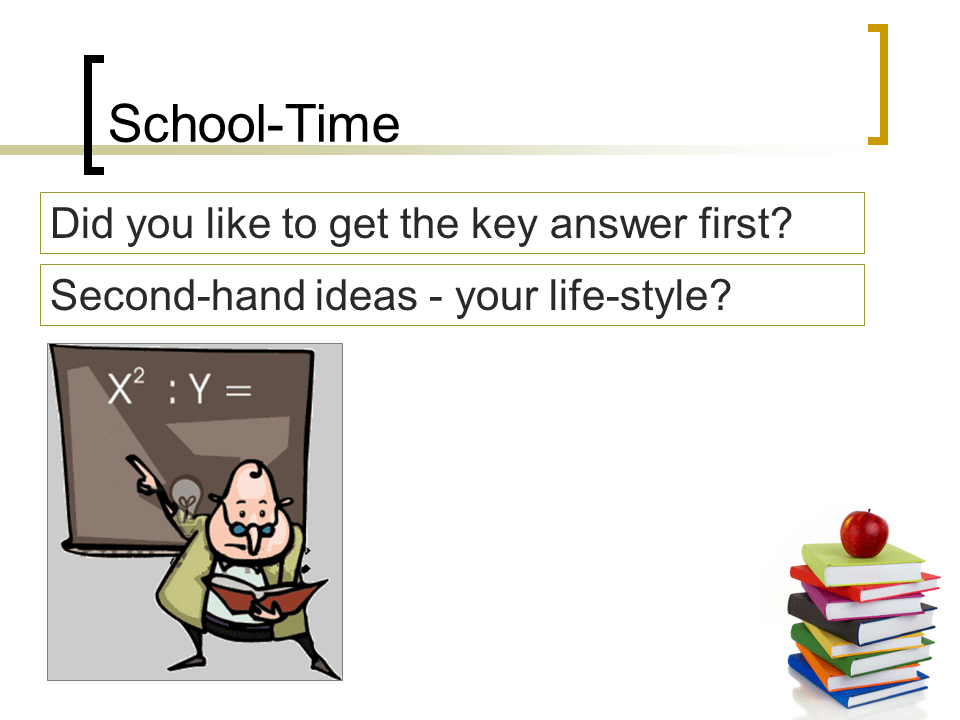 School-Time
Did you like to get the key answer first?
Second-hand ideas - your life-style?
X² : Y =